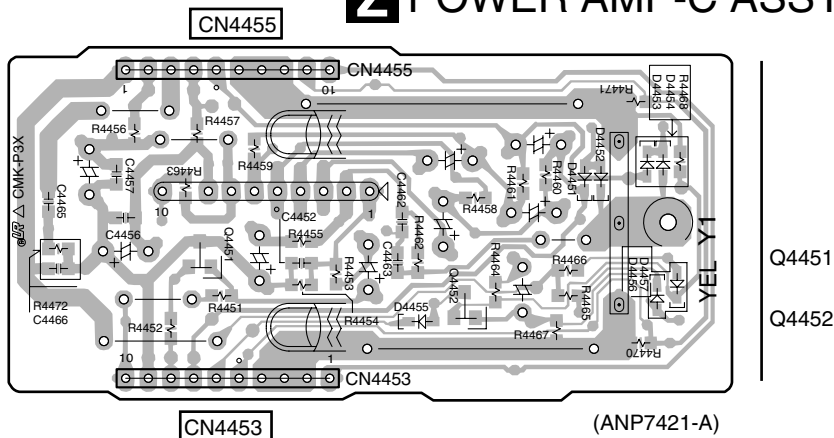 Z POWER AMP-C ASSY
CN4455
CN4455
1
10
R4471
R4468
D4454
D4453
R4456
R4457
R4459
D4452
D4451
R4460
R4461
C4457
R4463
CMK-P3X
C4465
10
1
C4462
R4458
C4452
R4455
C4456
Q4451
R4462
C4463
R4453
R4464
R4466
Q4452
D4457
D4456
YEL Y1
Q4451
R4472
C4466
R4451
R4452
R4454
D4455
R4465
R4467
R4470
Q4452
10
1
CN4453
CN4453
(ANP7421-A)